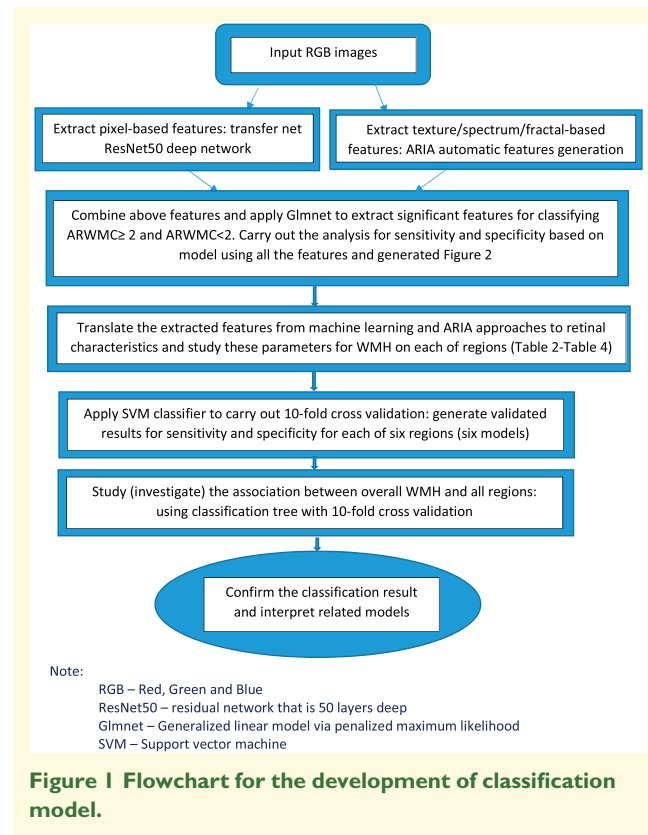 Input RGB images
Extract pixel-based features: transfer net
ResNet50 deep network
Extract texture/spectrum/fractal-based
features: ARIA automatic features generation
Combine above features and apply Glmnet to extract significant features for classifying
ARWMC≥ 2 and ARWMC<2. Carry out the analysis for sensitivity and specificity based on
model using all the features and generated Figure 2
Translate the extracted features from machine learning and ARIA approaches to retinal
characteristics and study these parameters for WMH on each of regions (Table 2-Table 4)
Apply SVM classifier to carry out 10-fold cross validation: generate validated
results for sensitivity and specificity for each of six regions (six models)
Study (investigate) the association between overall WMH and all regions:
using classification tree with 10-fold cross validation
Confirm the classification result
and interpret related models
Note:
RGB – Red, Green and Blue
ResNet50 – residual network that is 50 layers deep
Glmnet – Generalized linear model via penalized maximum likelihood
SVM – Support vector machine
Figure 1 Flowchart for the development of classification
model.